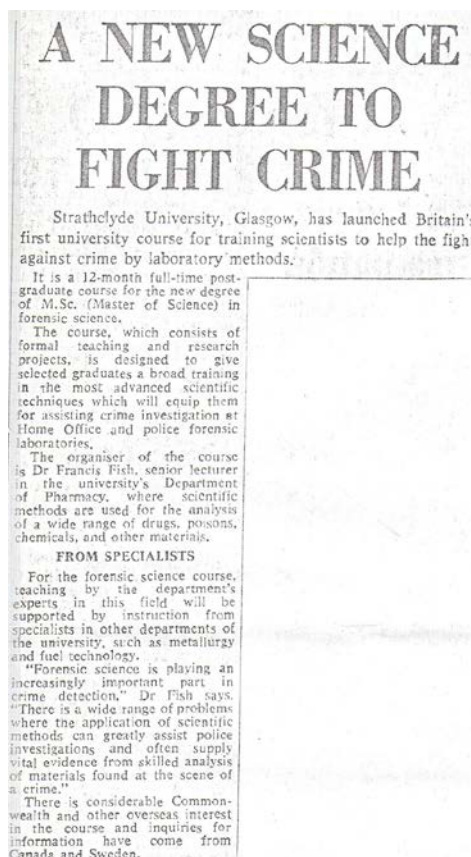 A NEW SCIENCE
DEGREE TO
FIGHT CRIME
Strathclyde University, Glasgow, has launched Britain's
first university course for training scientists to help the figh
against crime by laboratory methods.
It is a 12-month full-time post-
graduate course for the new degree
of M.Sc. (Master of Science) in
forensic science.
The course, which consists of
formal teaching and research
projects, is designed to give
selected graduates a broad training
in the most advanced scientific
techniques which will equip them
for assisting crime investigation at
Home Office and police forensic
laboratories.
The organiser of the course
is Dr Francis Fish, senior lecturer
in the university's Department
of Pharmacy, where scientific
methods are used for the analysis
of a wide range of drugs, poisons,
chemicals, and other materials.
FROM SPECIALISTS
For the forensic science course,
teaching by the department's
experts in this field will be
supported by instruction from
specialists in other departments of
the university, such as metallurgy
and fuel technology.
"Forensic science is playing an
increasingly important part in
crime detection," Dr Fish says.
"There is a wide range of problems
where the application of scientific
methods can greatly assist police
investigations and often supply
vital evidence from skilled analysis
of materials found at the scene of
a crime."
There is considerable Common-
wealth and other overseas interest
in the course and inquiries for
information have come from
Canada and Sweden.